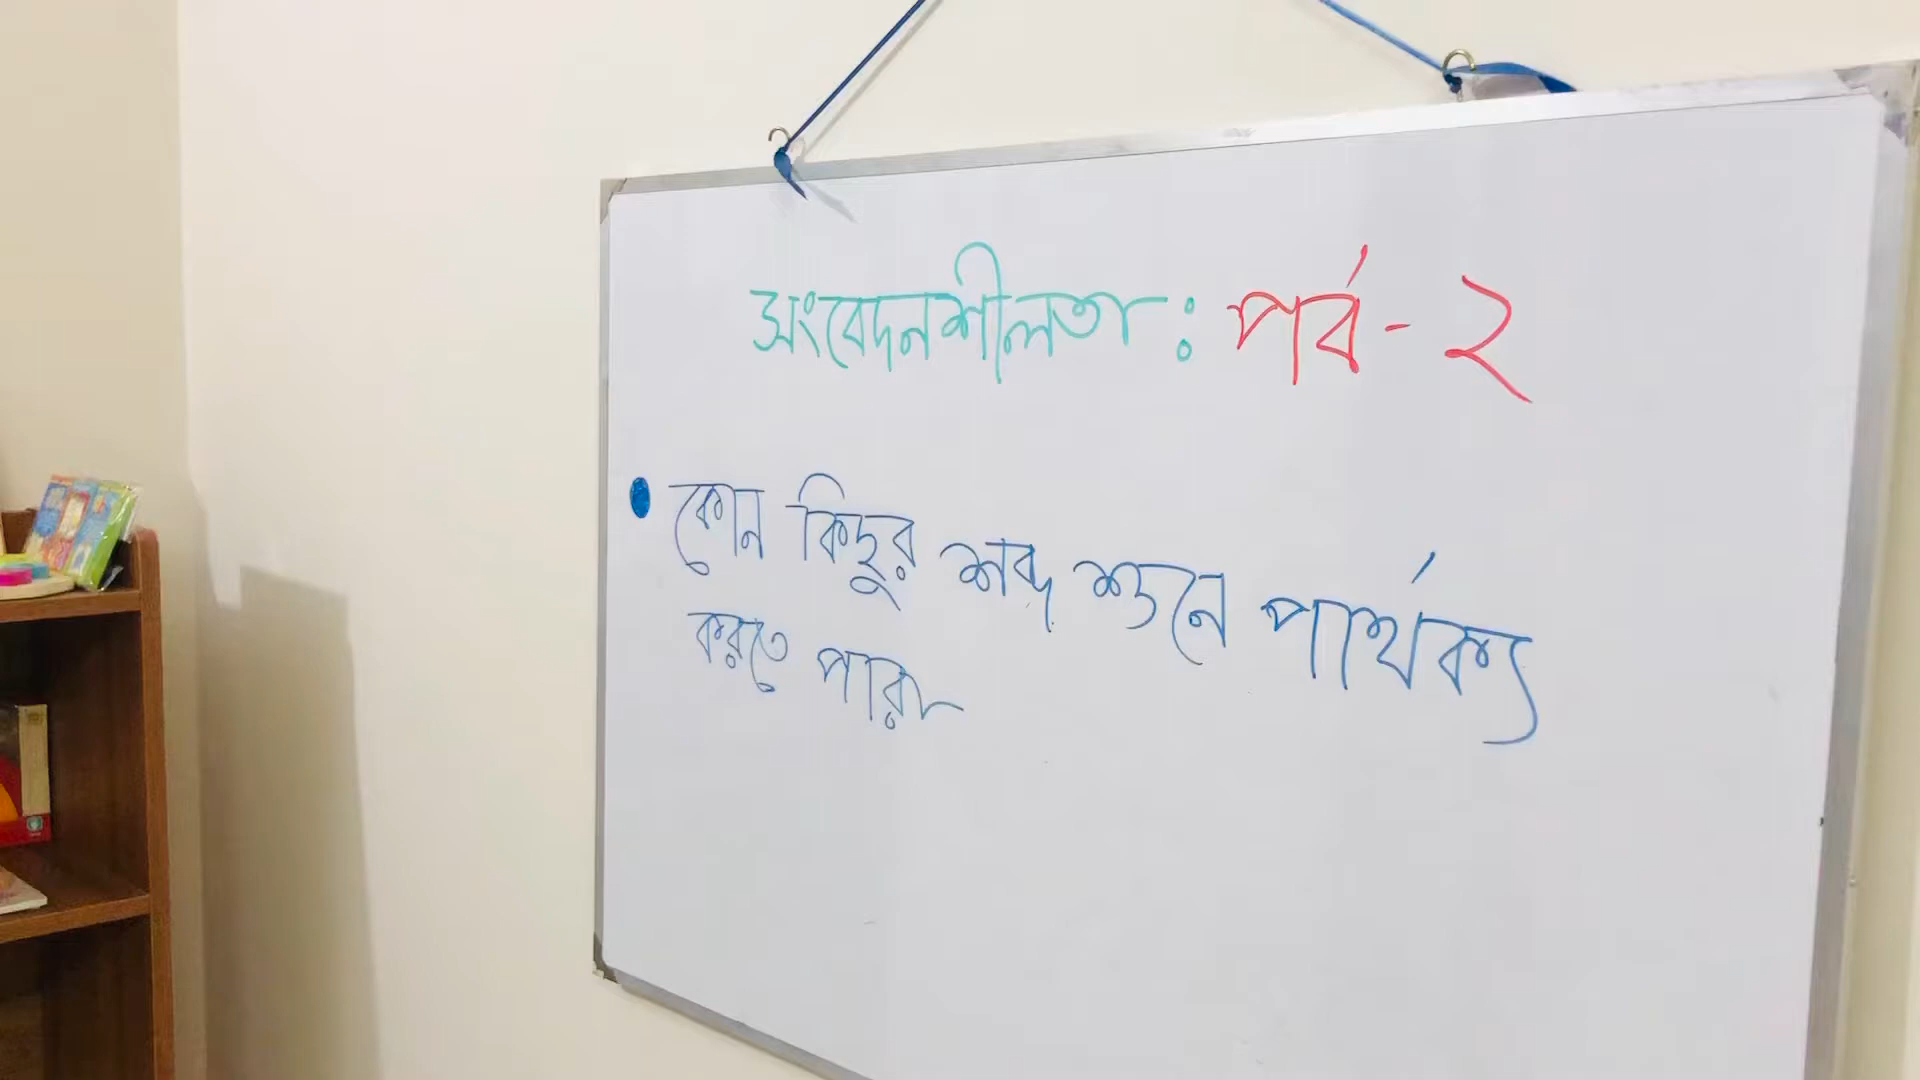 সংবেদনশীলতা : পর্ব - ২
• কোন কিছুর শব্দ শুনে পার্থক্য
করতে পারা